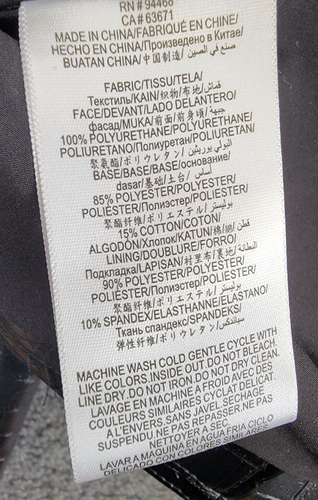 RN # 94468
CA# 63671
MADE IN CHINA/FABRIQUÉ EN CHINE/
HECHO EN CHINA/Произведено в Китае/
BUATAN CHINA/中国制造/ صنع في الصين/
FABRIC/TISSU/TELA/
Текстиль/KAIN/织物/布地/ قماش/
FACE/DEVANT/LADO DELANTERO/
фасад/MUKA/前面/前身頃/ جبهة/
100% POLYURETHANE/POLYURÉTHANE/
POLIURETANO/Полиуретан/POLIURETAN/
聚氨酯/ポリウレタン/ البولي يوريثين/
BASE/BASE/BASE/основание/
dasar/基础/土台/ أساس/
85% POLYESTER/POLYESTER/
POLIÉSTER/Полиэстер/POLIESTER/
聚酯纤维/ポリエステル/ بوليستر/
15% COTTON/COTON/
ALGODÓN/Хлопок/KATUN/棉/綿/ قطن/
LINING/DOUBLURE/FORRO/
Подкладка/LAPISAN/衬里布/裏地/ البطانة/
90% POLYESTER/POLYESTER/
POLIÉSTER/Полиэстер/POLIESTER/
聚酯纤维/ポリエステル/ بوليستر/
10% SPANDEX/ELASTHANNE/ELASTANO/
Ткань спандекс/SPANDEKS/
弹性纤维/ポリウレタン/ سباندكس/
MACHINE WASH COLD GENTLE CYCLE WITH
LIKE COLORS.INSIDE OUT.DO NOT BLEACH.
LINE DRY.DO NOT IRON.DO NOT DRY CLEAN.
LAVAGE EN MACHINE A FROID AVEC DES
COULEURS SIMILAIRES CYCLAT DÉLICAT.
À L'ENVERS.SANS JAVEL.SÉCHAGE
SUSPENDU NE PAS REPASSER.NE PAS
NETTOYER A SEC.
LAVAR A MAQUINA EN AGUA FRIA CICLO
DELICADO CON COLORES SIMILARES.